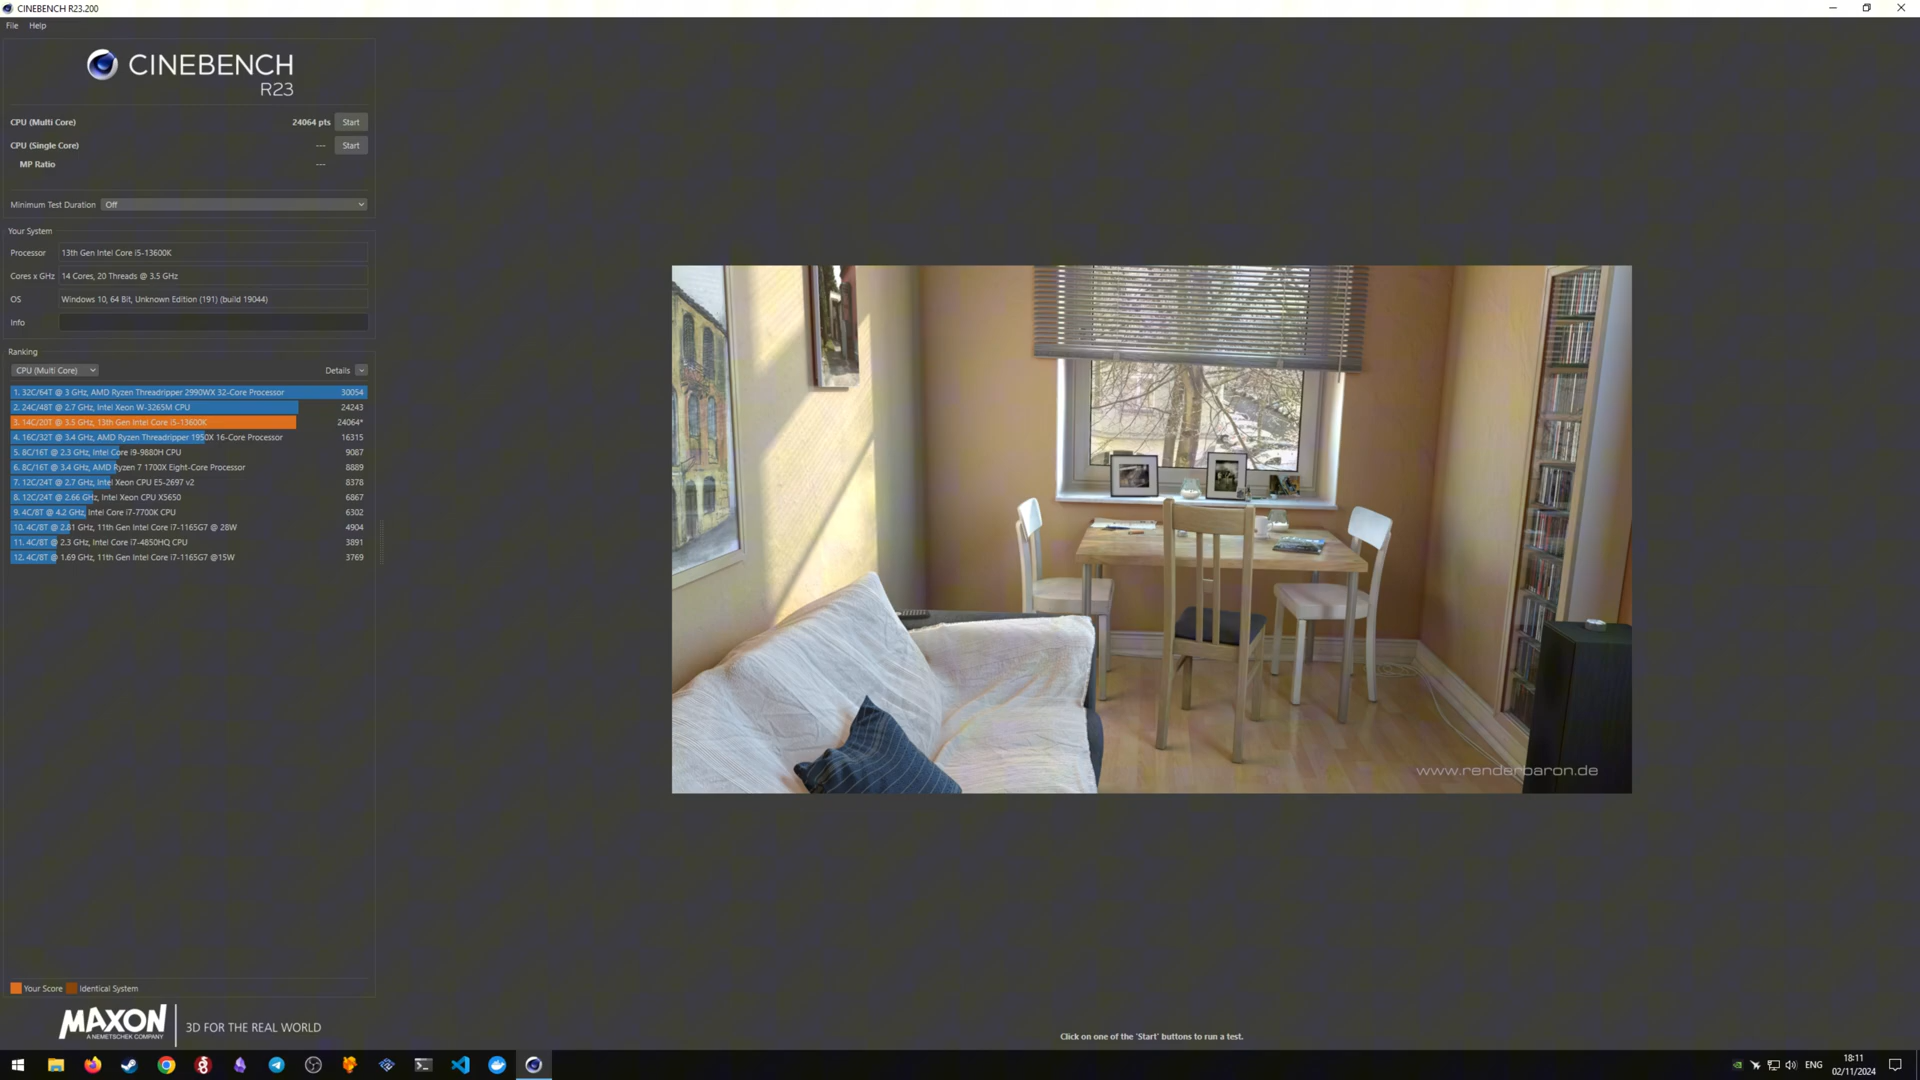 CINEBENCH R23.200
File Help
CINEBENCH
R23
CPU (Multi Core) 24064 pts Start
CPU (Single Core) --- Start
MP Ratio ---
Minimum Test Duration Off
Your System
Processor 13th Gen Intel Core i5-13600K
Cores x GHz 14 Cores, 20 Threads @ 3.5 GHz
OS Windows 10, 64 Bit, Unknown Edition (191) (build 19044)
Info
Ranking
CPU (Multi Core) Details
1. 32C/64T @ 3 GHz, AMD Ryzen Threadripper 2990WX 32-Core Processor 30054
2. 24C/48T @ 2.7 GHz, Intel Xeon W-3265M CPU 24243
3. 14C/20T @ 3.5 GHz, 13th Gen Intel Core i5-13600K 24064*
4. 16C/32T @ 3.4 GHz, AMD Ryzen Threadripper 1950X 16-Core Processor 16315
5. 8C/16T @ 2.3 GHz, Intel Core i9-9880H CPU 9087
6. 8C/16T @ 3.4 GHz, AMD Ryzen 7 1700X Eight-Core Processor 8889
7. 12C/24T @ 2.7 GHz, Intel Xeon CPU E5-2697 v2 8378
8. 12C/24T @ 2.66 GHz, Intel Xeon CPU X5650 6867
9. 4C/8T @ 4.2 GHz, Intel Core i7-7700K CPU 6302
10. 4C/8T @ 2.81 GHz, 11th Gen Intel Core i7-1165G7 @ 28W 4904
11. 4C/8T @ 2.3 GHz, Intel Core i7-4850HQ CPU 3891
12. 4C/8T @ 1.69 GHz, 11th Gen Intel Core i7-1165G7 @15W 3769
www.renderbaron.de
Your Score Identical System
MAXON
A NEMETSCHEK COMPANY
3D FOR THE REAL WORLD
Click on one of the 'Start' buttons to run a test.
ENG
18:11
02/11/2024